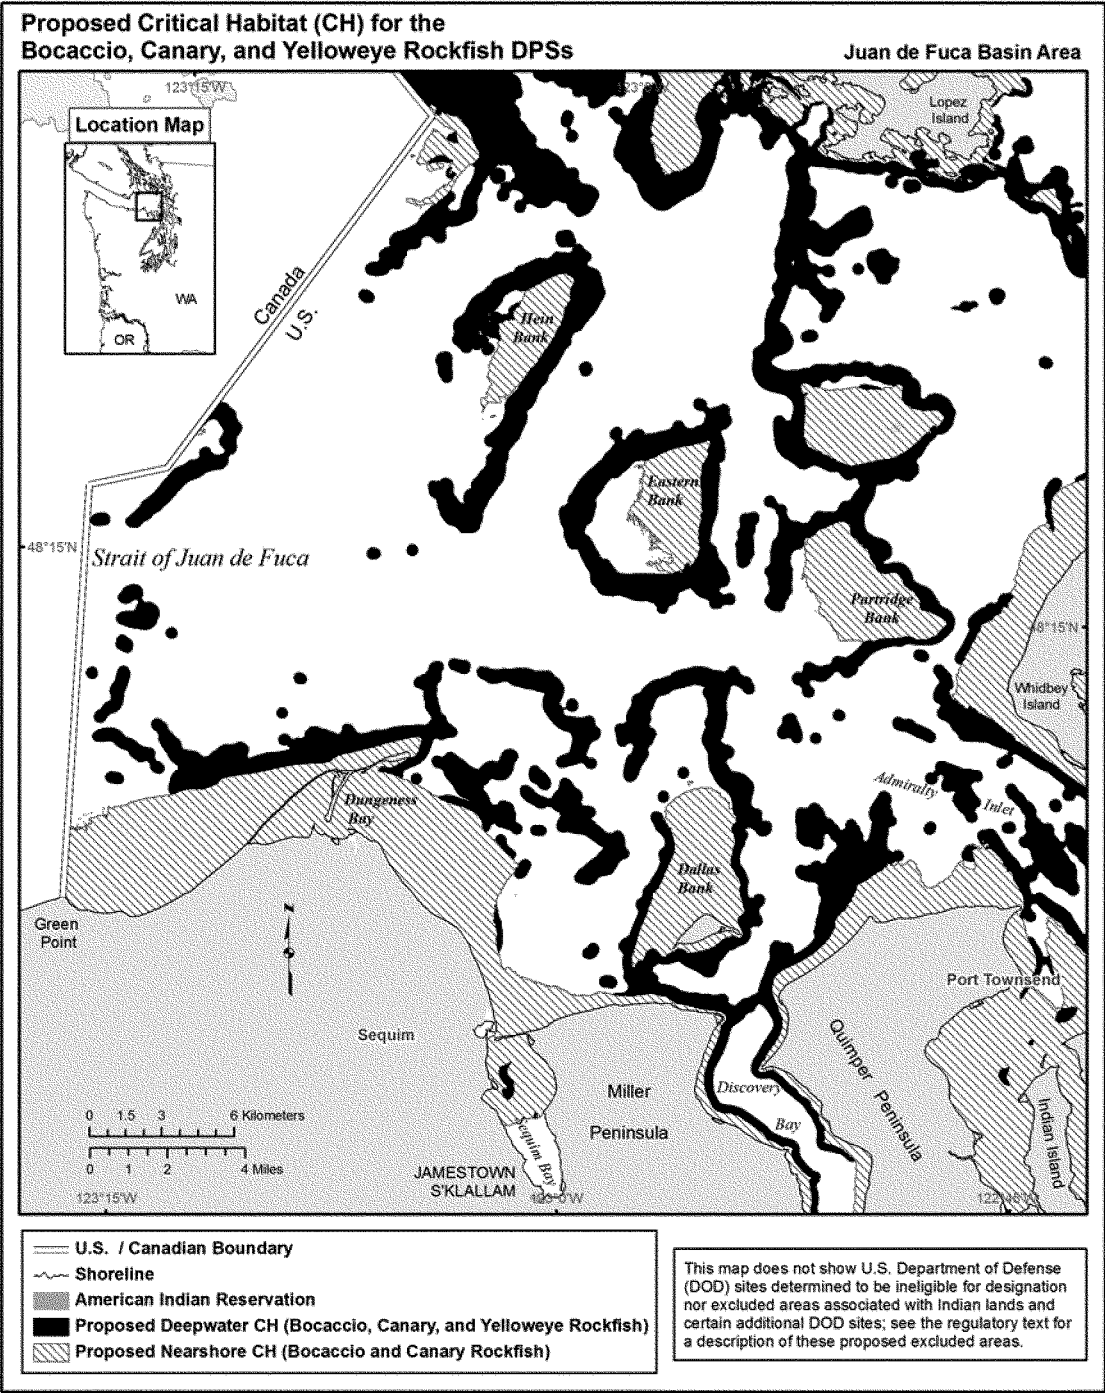 Proposed Critical Habitat (CH) for the
Bocaccio, Canary, and Yelloweye Rockfish DPSs
Juan de Fuca Basin Area
123°15'W
Lopez
Island
Location Map
WA
OR
Canada
U.S.
Hein
Bank
Eastern
Bank
48°15'N
Strait of Juan de Fuca
Partridge
Bank
48°15'N
Whidbey
Island
Admiralty
Inlet
Dungeness
Bay
Dallas
Bank
Green
Point
N
Port Townsend
Sequim
Quimper Peninsula
Miller
Peninsula
Discovery
Bay
Indian Island
Sequim Bay
0 1.5 3 6 Kilometers
0 1 2 4 Miles
JAMESTOWN
S'KLALLAM
123°15'W
123°0'W
122°45'W
U.S. / Canadian Boundary
Shoreline
American Indian Reservation
Proposed Deepwater CH (Bocaccio, Canary, and Yelloweye Rockfish)
Proposed Nearshore CH (Bocaccio and Canary Rockfish)
This map does not show U.S. Department of Defense
(DOD) sites determined to be ineligible for designation
nor excluded areas associated with Indian lands and
certain additional DOD sites; see the regulatory text for
a description of these proposed excluded areas.